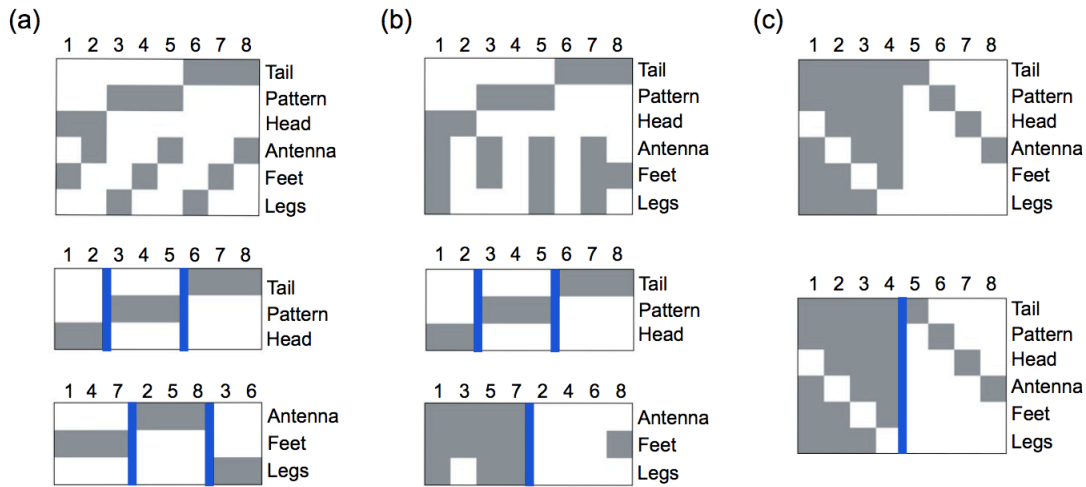 (a)
1 2 3 4 5 6 7 8
Tail
Pattern
Head
Antenna
Feet
Legs
1 2 3 4 5 6 7 8
Tail
Pattern
Head
1 4 7 2 5 8 3 6
Antenna
Feet
Legs
(b)
1 2 3 4 5 6 7 8
Tail
Pattern
Head
Antenna
Feet
Legs
1 2 3 4 5 6 7 8
Tail
Pattern
Head
1 3 5 7 2 4 6 8
Antenna
Feet
Legs
(c)
1 2 3 4 5 6 7 8
Tail
Pattern
Head
Antenna
Feet
Legs
1 2 3 4 5 6 7 8
Tail
Pattern
Head
Antenna
Feet
Legs